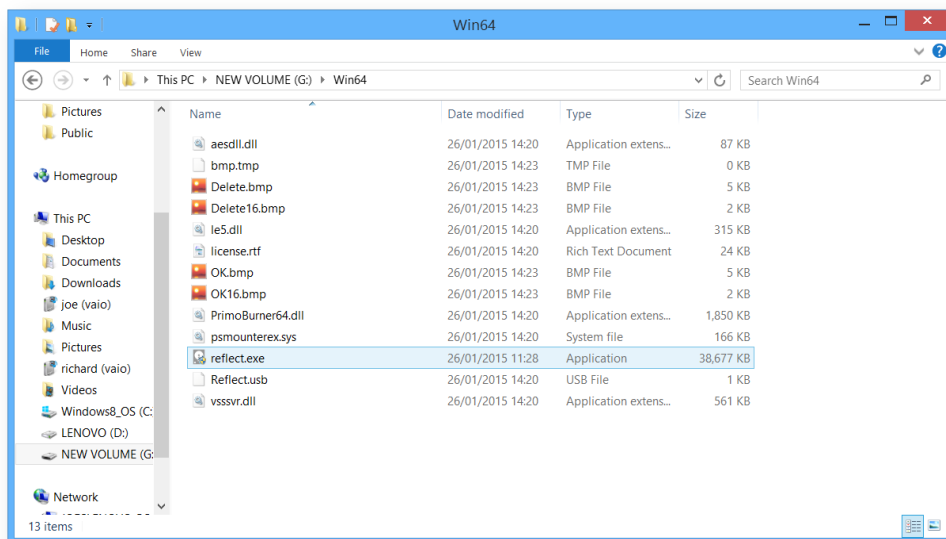 Win64
File Home Share View
This PC NEW VOLUME (G:) Win64 Search Win64
Pictures
Public
Homegroup
This PC
Desktop
Documents
Downloads
joe (vaio)
Music
Pictures
richard (vaio)
Videos
Windows8_OS (C:
LENOVO (D:)
NEW VOLUME (G:
Network
Name Date modified Type Size
aesdll.dll 26/01/2015 14:20 Application extens... 87 KB
bmp.tmp 26/01/2015 14:23 TMP File 0 KB
Delete.bmp 26/01/2015 14:23 BMP File 5 KB
Delete16.bmp 26/01/2015 14:23 BMP File 2 KB
le5.dll 26/01/2015 14:20 Application extens... 315 KB
license.rtf 26/01/2015 14:20 Rich Text Document 24 KB
OK.bmp 26/01/2015 14:23 BMP File 5 KB
OK16.bmp 26/01/2015 14:23 BMP File 2 KB
PrimoBurner64.dll 26/01/2015 14:20 Application extens... 1,850 KB
psmounterex.sys 26/01/2015 14:20 System file 166 KB
reflect.exe 26/01/2015 11:28 Application 38,677 KB
Reflect.usb 26/01/2015 14:20 USB File 1 KB
vsssvr.dll 26/01/2015 14:20 Application extens... 561 KB
13 items